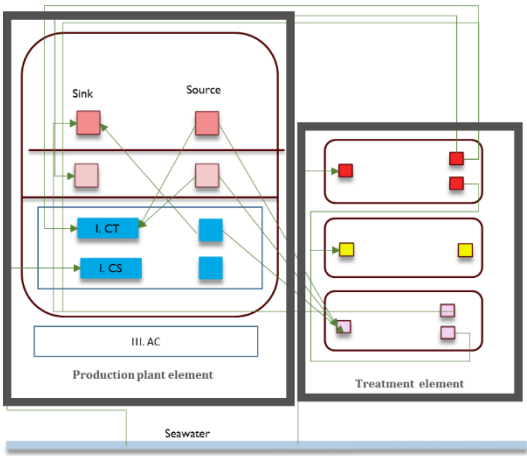 Sink
Source
I. CT
I. CS
III. AC
Production plant element
Treatment element
Seawater